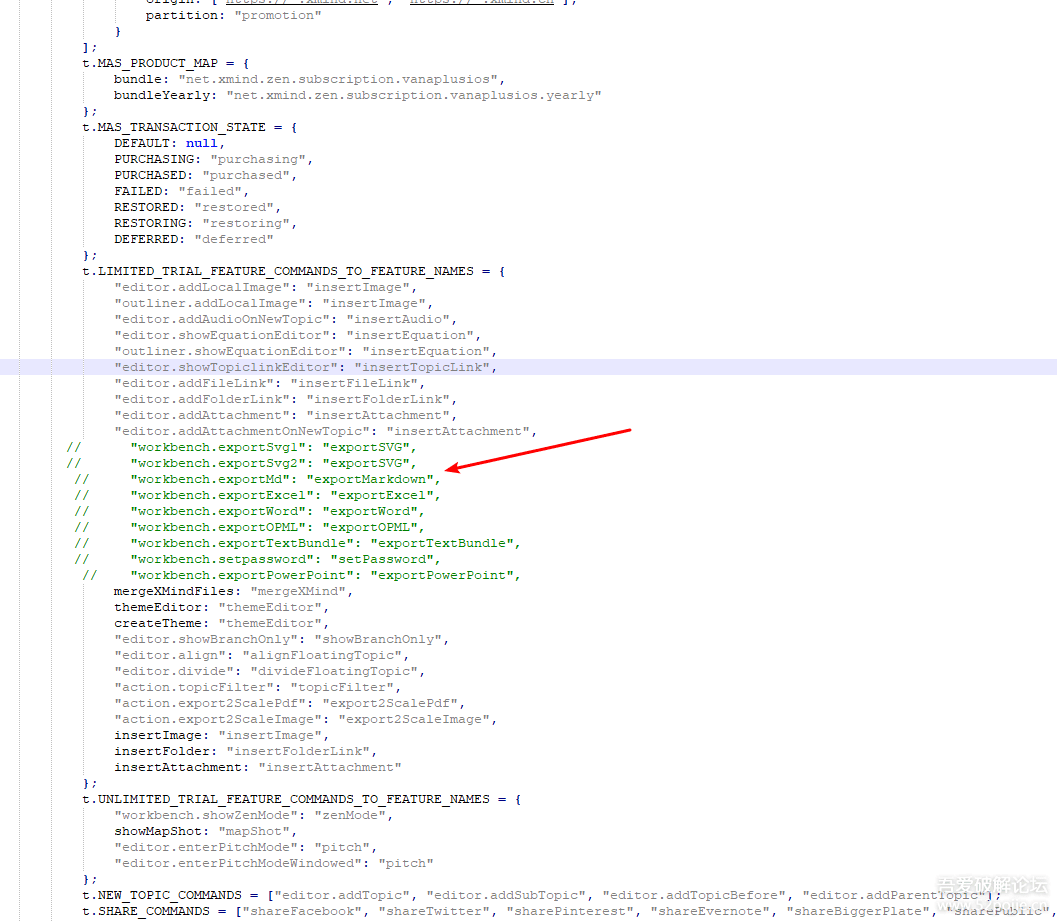 partition: "promotion"
}
];
t.MAS_PRODUCT_MAP = {
bundle: "net.xmind.zen.subscription.vanaplusios",
bundleYearly: "net.xmind.zen.subscription.vanaplusios.yearly"
};
t.MAS_TRANSACTION_STATE = {
DEFAULT: null,
PURCHASING: "purchasing",
PURCHASED: "purchased",
FAILED: "failed",
RESTORED: "restored",
RESTORING: "restoring",
DEFERRED: "deferred"
};
t.LIMITED_TRIAL_FEATURE_COMMANDS_TO_FEATURE_NAMES = {
"editor.addLocalImage": "insertImage",
"outliner.addLocalImage": "insertImage",
"editor.addAudioOnNewTopic": "insertAudio",
"editor.showEquationEditor": "insertEquation",
"outliner.showEquationEditor": "insertEquation",
"editor.showTopiclinkEditor": "insertTopicLink",
"editor.addFileLink": "insertFileLink",
"editor.addFolderLink": "insertFolderLink",
"editor.addAttachment": "insertAttachment",
"editor.addAttachmentOnNewTopic": "insertAttachment",
// "workbench.exportSvg1": "exportSVG",
// "workbench.exportSvg2": "exportSVG",
// "workbench.exportMd": "exportMarkdown",
// "workbench.exportExcel": "exportExcel",
// "workbench.exportWord": "exportWord",
// "workbench.exportOPML": "exportOPML",
// "workbench.exportTextBundle": "exportTextBundle",
// "workbench.setpassword": "setPassword",
// "workbench.exportPowerPoint": "exportPowerPoint",
mergeXMindFiles: "mergeXMind",
themeEditor: "themeEditor",
createTheme: "themeEditor",
"editor.showBranchOnly": "showBranchOnly",
"editor.align": "alignFloatingTopic",
"editor.divide": "divideFloatingTopic",
"action.topicFilter": "topicFilter",
"action.export2ScalePdf": "export2ScalePdf",
"action.export2ScaleImage": "export2ScaleImage",
insertImage: "insertImage",
insertFolder: "insertFolderLink",
insertAttachment: "insertAttachment"
};
t.UNLIMITED_TRIAL_FEATURE_COMMANDS_TO_FEATURE_NAMES = {
"workbench.showZenMode": "zenMode",
showMapShot: "mapShot",
"editor.enterPitchMode": "pitch",
"editor.enterPitchModeWindowed": "pitch"
};
t.NEW_TOPIC_COMMANDS = ["editor.addTopic", "editor.addSubTopic", "editor.addTopicBefore", "editor.addParentTopic"];
t.SHARE_COMMANDS = ["shareFacebook", "shareTwitter", "sharePinterest", "shareEvernote", "shareBiggerPlate", "sharePublic"
吾爱破解论坛